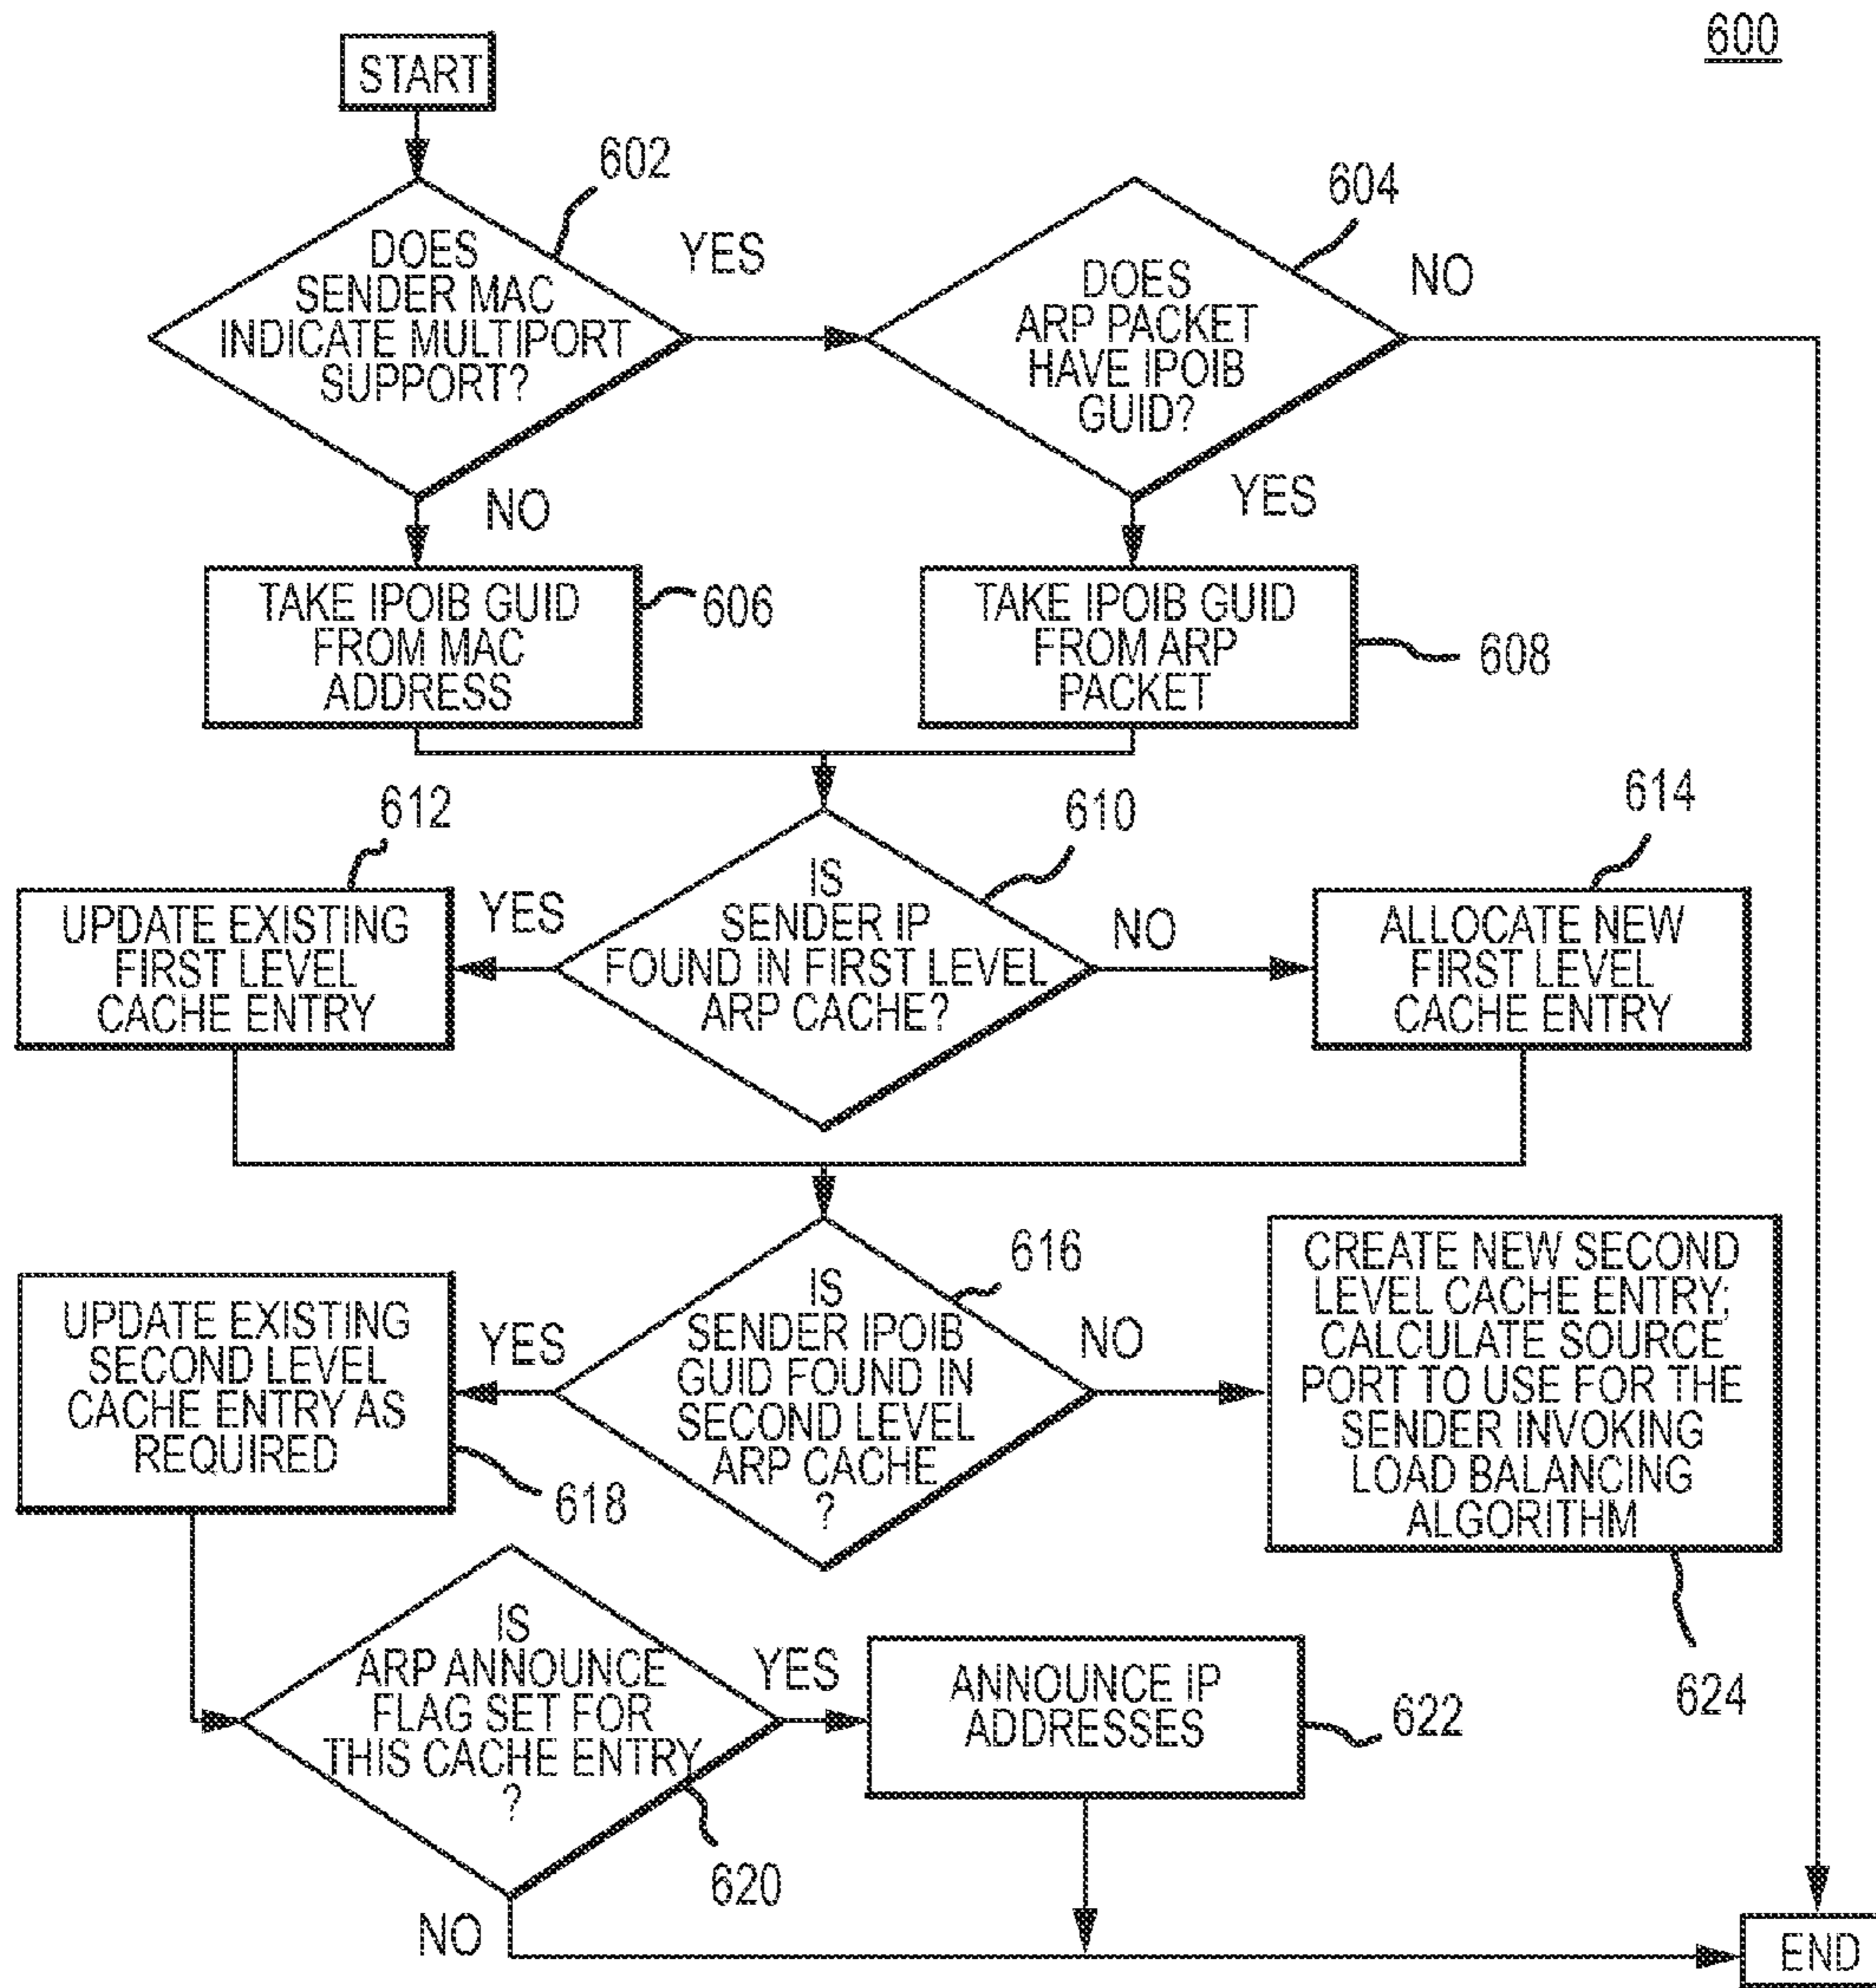 600
START
602
DOES
SENDER MAC
INDICATE MULTIPORT
SUPPORT?
YES
604
DOES
ARP PACKET
HAVE IPOIB
GUID?
NO
NO
YES
TAKE IPOIB GUID
FROM MAC
ADDRESS
606
TAKE IPOIB GUID
FROM ARP
PACKET
608
612
UPDATE EXISTING
FIRST LEVEL
CACHE ENTRY
YES
610
IS
SENDER IP
FOUND IN FIRST LEVEL
ARP CACHE?
NO
614
ALLOCATE NEW
FIRST LEVEL
CACHE ENTRY
UPDATE EXISTING
SECOND LEVEL
CACHE ENTRY AS
REQUIRED
618
YES
616
IS
SENDER IPOIB
GUID FOUND IN
SECOND LEVEL
ARP CACHE
?
NO
CREATE NEW SECOND
LEVEL CACHE ENTRY;
CALCULATE SOURCE
PORT TO USE FOR THE
SENDER INVOKING
LOAD BALANCING
ALGORITHM
624
IS
ARP ANNOUNCE
FLAG SET FOR
THIS CACHE ENTRY
?
620
YES
ANNOUNCE IP
ADDRESSES
622
NO
END